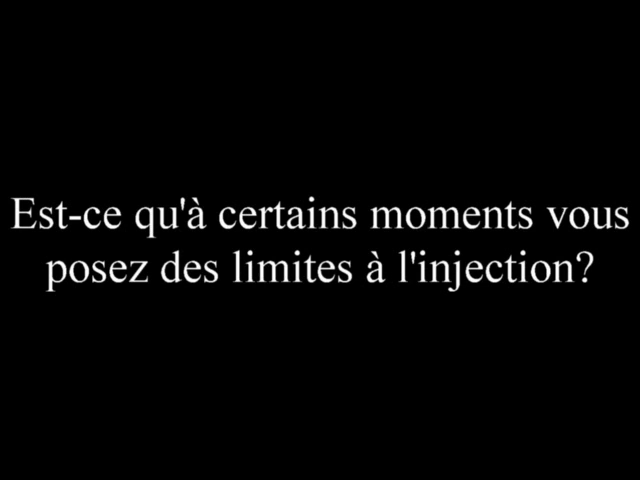 Est-ce qu'à certains moments vous
posez des limites à l'injection?